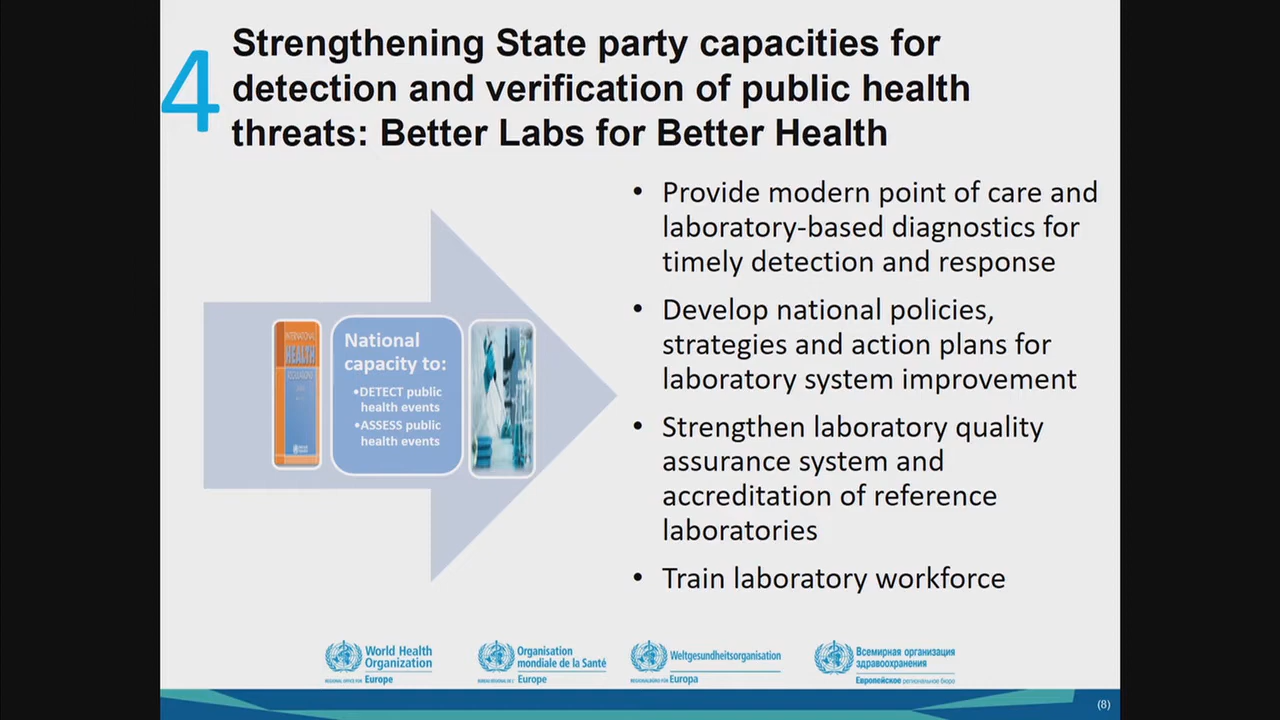 4
Strengthening State party capacities for
detection and verification of public health
threats: Better Labs for Better Health
• Provide modern point of care and
laboratory-based diagnostics for
timely detection and response
• Develop national policies,
strategies and action plans for
laboratory system improvement
• Strengthen laboratory quality
assurance system and
accreditation of reference
laboratories
• Train laboratory workforce
INTERNATIONAL
HEALTH
REGULATIONS
National
capacity to:
•DETECT public
health events
•ASSESS public
health events
World Health
Organization
REGIONAL OFFICE FOR Europe
Organisation
mondiale de la Santé
Europe
Weltgesundheitsorganisation
REGIONALBÜRO FÜR Europa
Всемирная организация
здравоохранения
Европейское региональное бюро
(8)